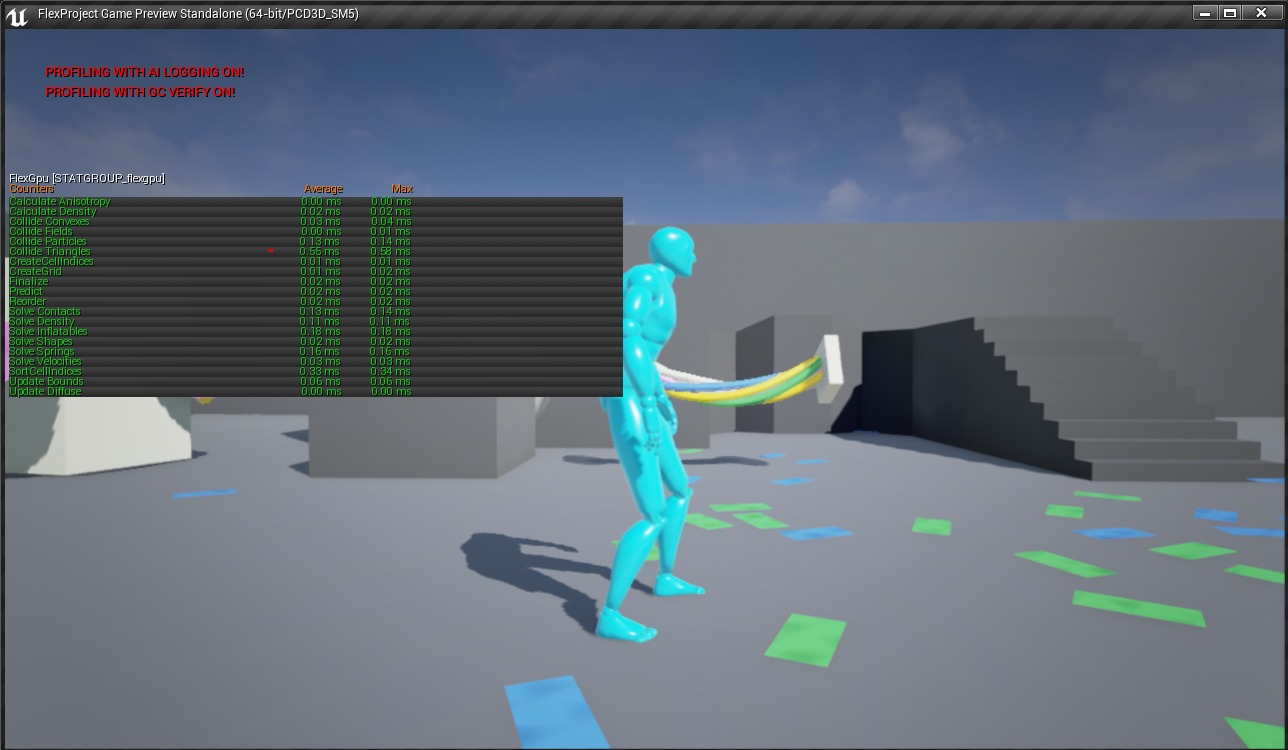 FlexProject Game Preview Standalone (64-bit/PCD3D_SM5)
PROFILING WITH AI LOGGING ON!
PROFILING WITH GC VERIFY ON!
FlexGpu [STATGROUP_flexgpu]
Counters Average Max
Calculate Anisotropy 0.00 ms 0.00 ms
Calculate Density 0.02 ms 0.02 ms
Collide Convexes 0.03 ms 0.04 ms
Collide Fields 0.00 ms 0.01 ms
Collide Particles 0.13 ms 0.14 ms
Collide Triangles 0.55 ms 0.58 ms
CreateCellIndices 0.01 ms 0.01 ms
CreateGrid 0.01 ms 0.02 ms
Finalize 0.02 ms 0.02 ms
Predict 0.02 ms 0.02 ms
Reorder 0.02 ms 0.02 ms
Solve Contacts 0.13 ms 0.14 ms
Solve Density 0.11 ms 0.11 ms
Solve Inflatables 0.18 ms 0.18 ms
Solve Shapes 0.02 ms 0.02 ms
Solve Springs 0.16 ms 0.16 ms
Solve Velocities 0.03 ms 0.03 ms
SortCellIndices 0.33 ms 0.34 ms
Update Bounds 0.06 ms 0.06 ms
Update Diffuse 0.00 ms 0.00 ms